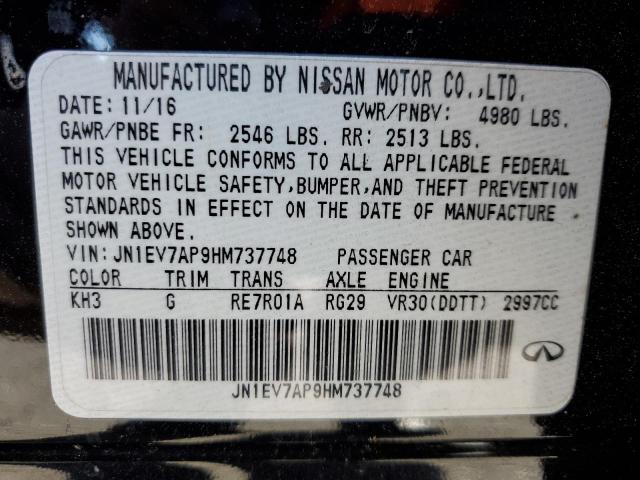 MANUFACTURED BY NISSAN MOTOR CO.,LTD.
DATE: 11/16 GVWR/PNBV: 4980 LBS.
GAWR/PNBE FR: 2546 LBS. RR: 2513 LBS.
THIS VEHICLE CONFORMS TO ALL APPLICABLE FEDERAL
MOTOR VEHICLE SAFETY,BUMPER,AND THEFT PREVENTION
STANDARDS IN EFFECT ON THE DATE OF MANUFACTURE
SHOWN ABOVE.
VIN: JN1EV7AP9HM737748 PASSENGER CAR
COLOR TRIM TRANS AXLE ENGINE
KH3 G RE7R01A RG29 VR30(DDTT) 2997CC
JN1EV7AP9HM737748